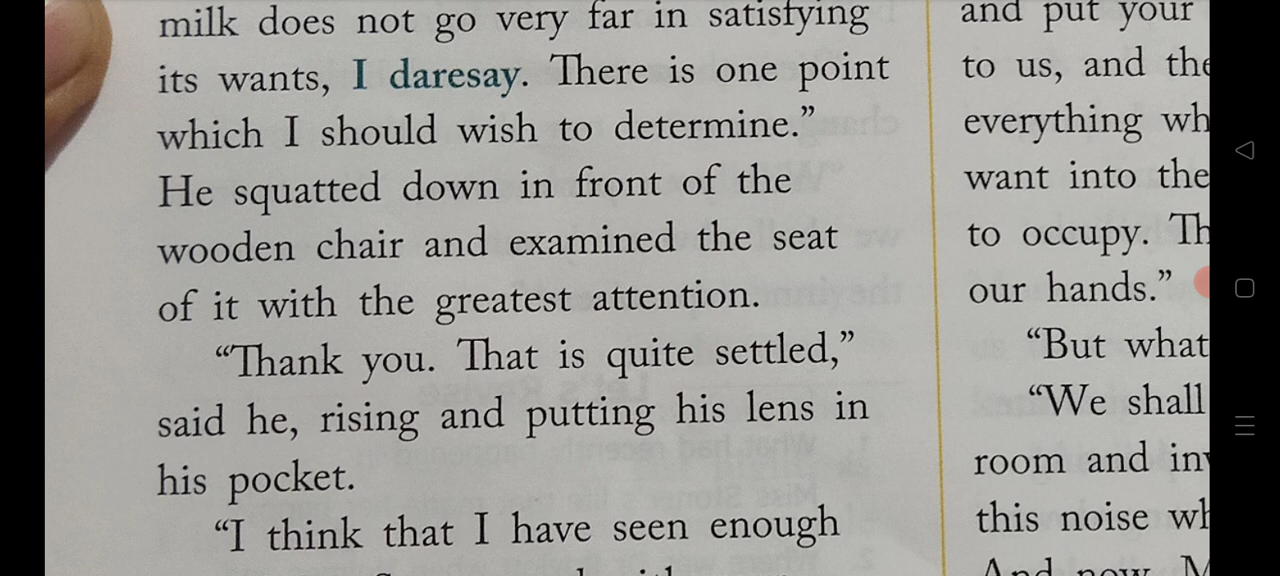 milk does not go very far in satisfying
its wants, I daresay. There is one point
which I should wish to determine.”
He squatted down in front of the
wooden chair and examined the seat
of it with the greatest attention.
“Thank you. That is quite settled,”
said he, rising and putting his lens in
his pocket.
“I think that I have seen enough
and put your
to us, and the
everything wh
want into the
to occupy. Th
our hands.”
“But what
“We shall
room and inv
this noise wh
And now, M